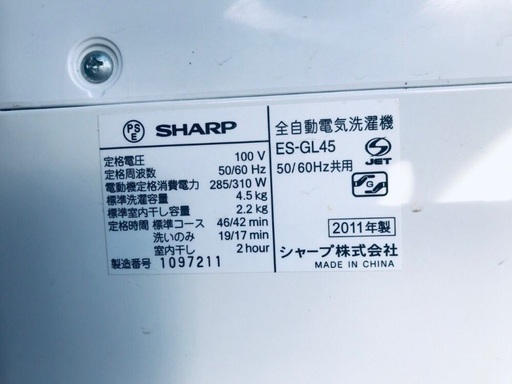 PS E SHARP
定格電圧 100 V
定格周波数 50/60 Hz
電動機定格消費電力 285/310 W
標準洗濯容量 4.5 kg
標準室内干し容量 2.2 kg
定格時間 標準コース 46/42 min
洗いのみ 19/17 min
室内干し 2 hour
製造番号 1097211
全自動電気洗濯機
ES-GL45
50/60Hz共用
S JET
G
2011年製
シャープ株式会社
MADE IN CHINA